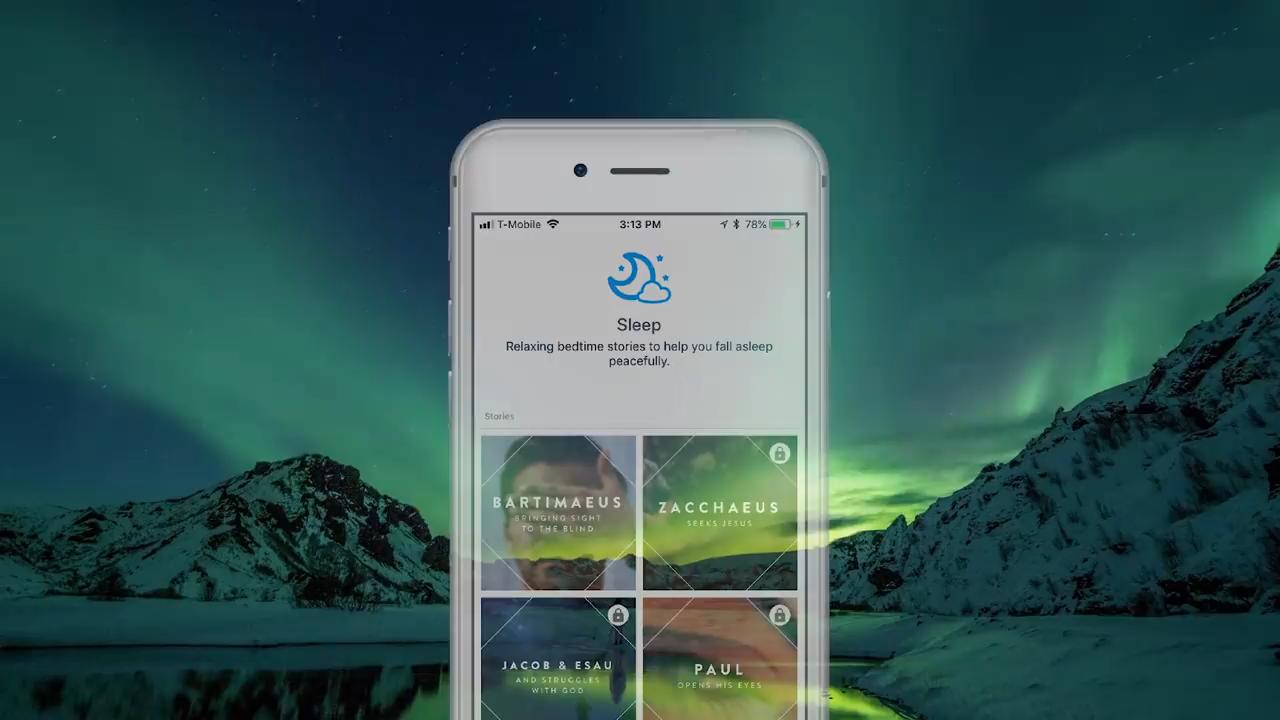 T-Mobile 3:13 PM 78%
Sleep
Relaxing bedtime stories to help you fall asleep
peacefully.
Stories
BARTIMAEUS
BRINGING SIGHT
TO THE BLIND
ZACCHAEUS
SEEKS JESUS
JACOB & ESAU
AND STRUGGLES
WITH GOD
PAUL
OPENS HIS EYES